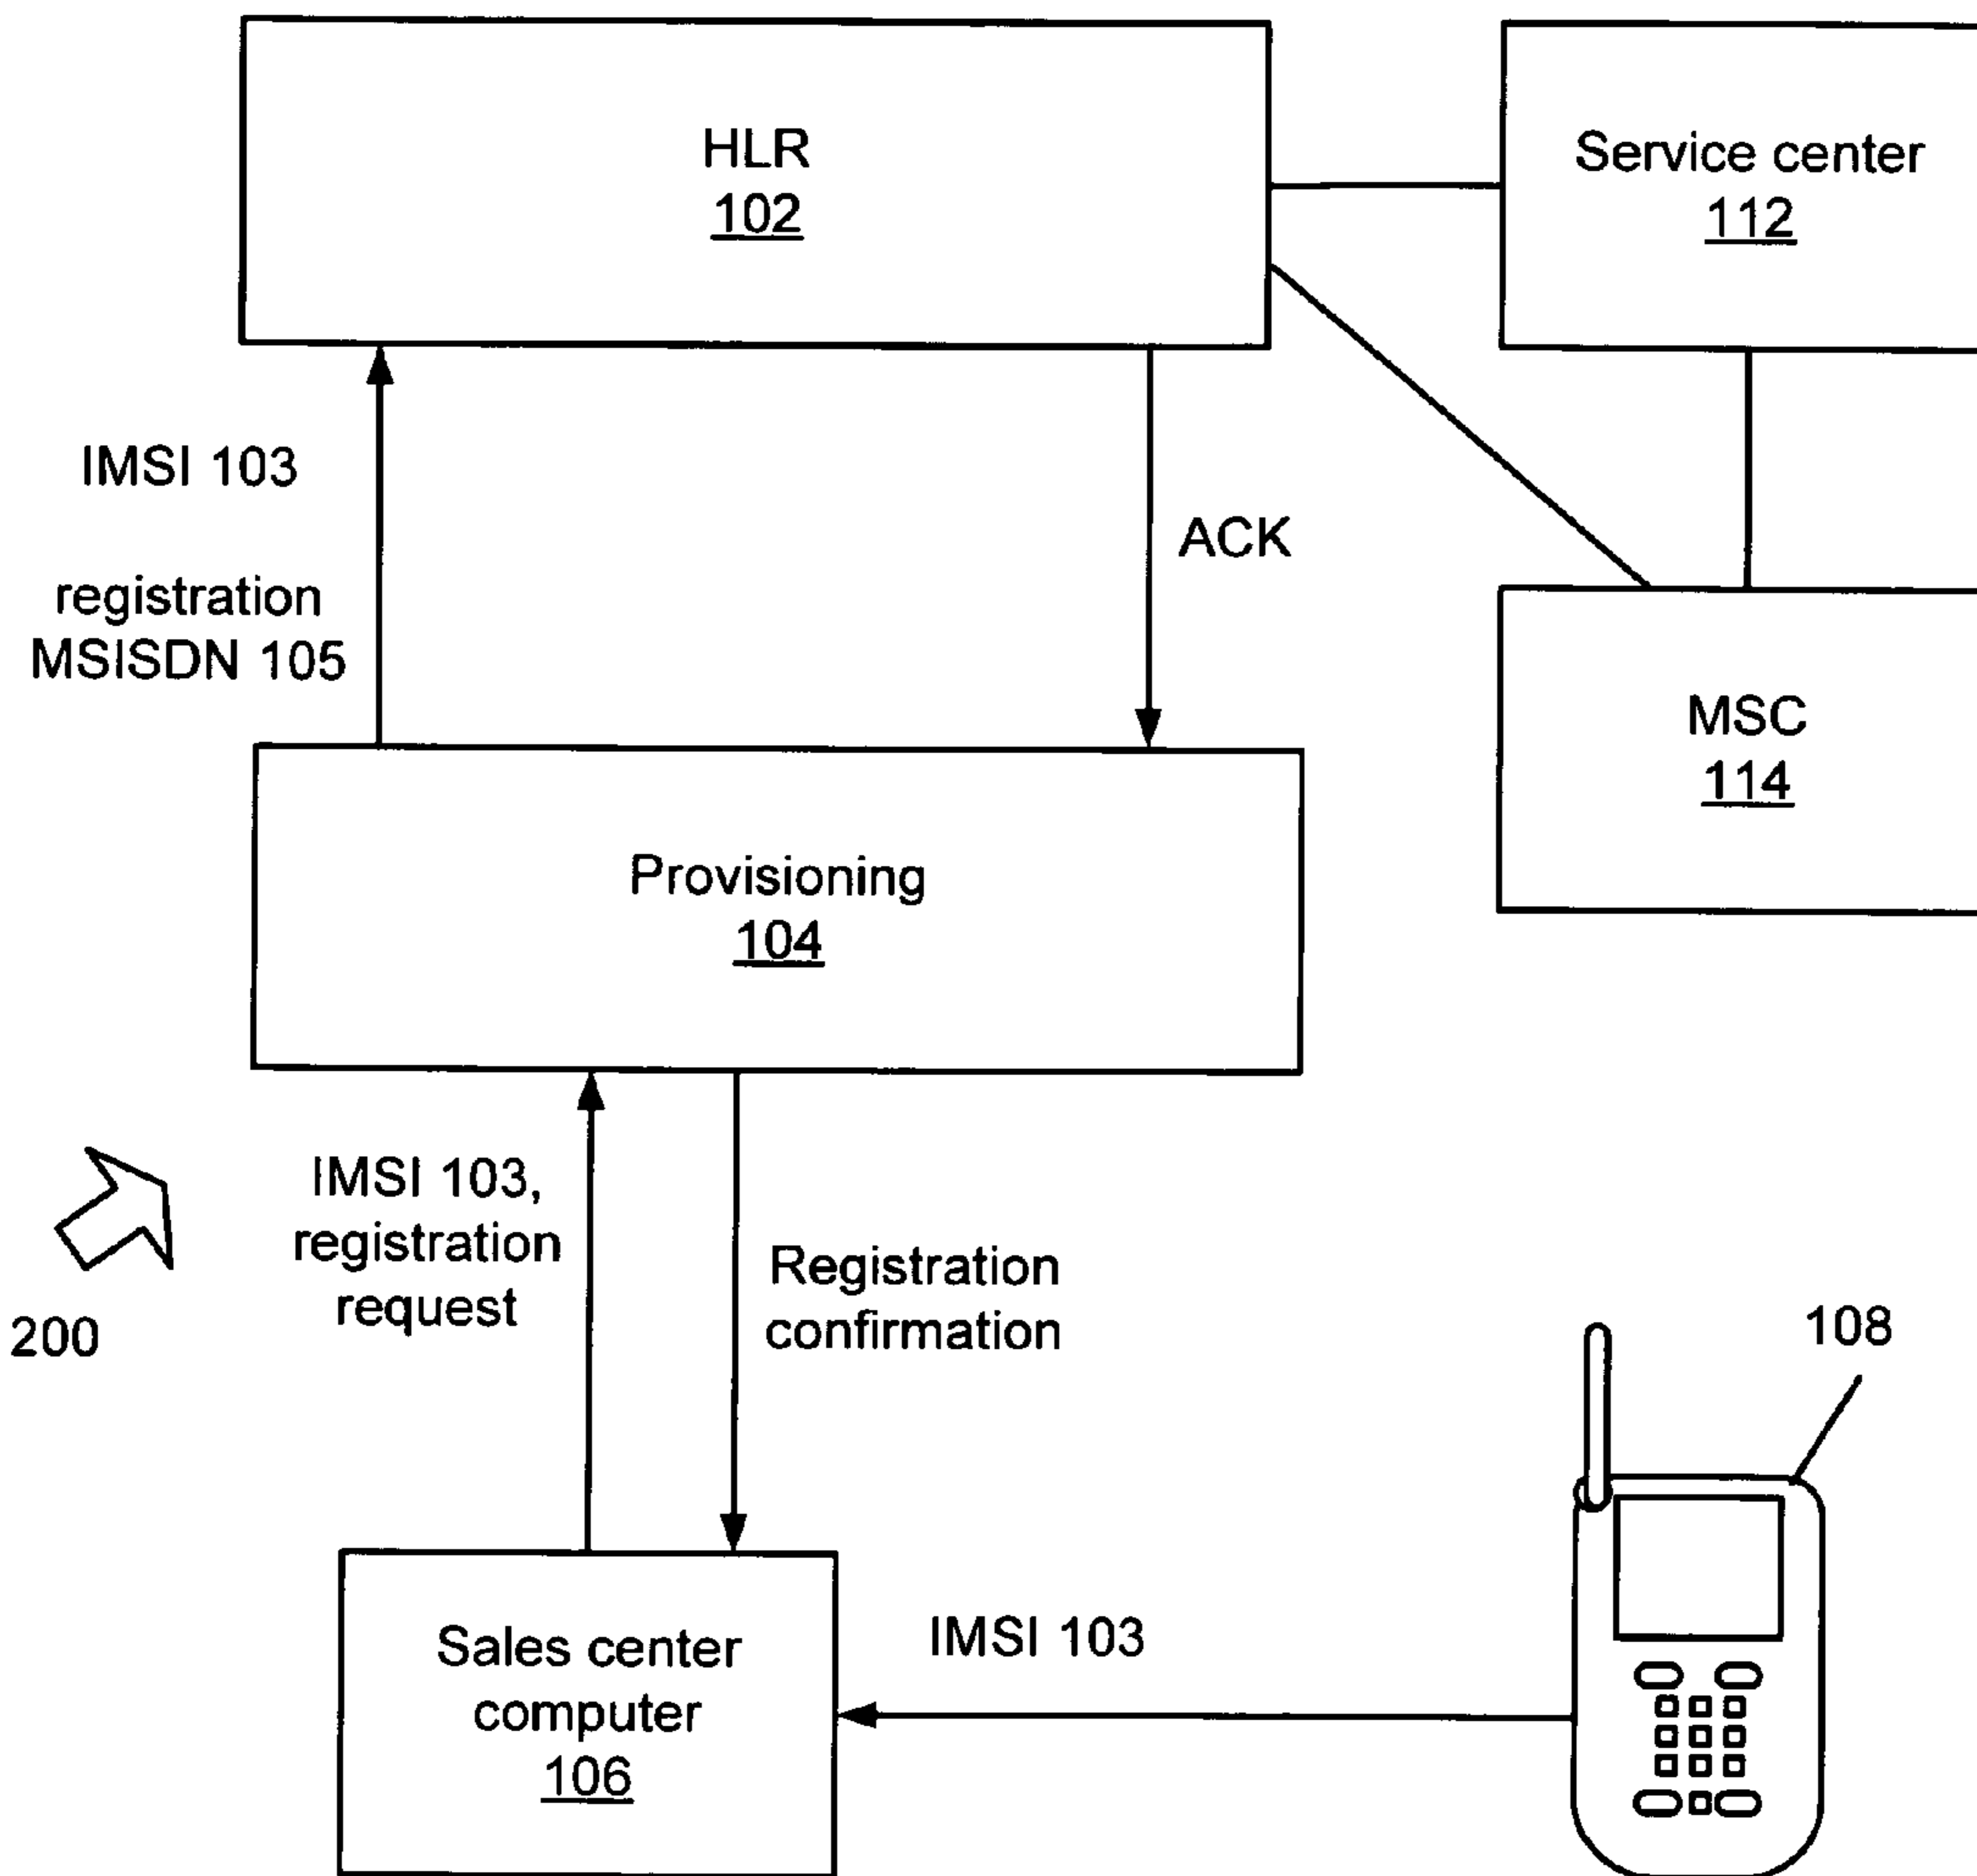 HLR
102
Service center
112
IMSI 103
registration
MSISDN 105
ACK
MSC
114
Provisioning
104
IMSI 103,
registration
request
Registration
confirmation
200
108
Sales center
computer
106
IMSI 103